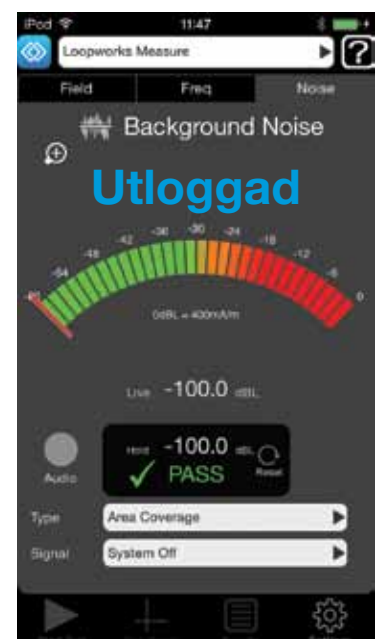 iPod 11:47
Loopworks Measure ?
Field Freq Noise
Background Noise
Utloggad
-60 -54 -48 -42 -36 -30 -24 -18 -12 -6 0
0dBL = 400mA/m
Live -100.0 dBL
Hold -100.0 dBL
Audio PASS Reset
Type Area Coverage
Signal System Off